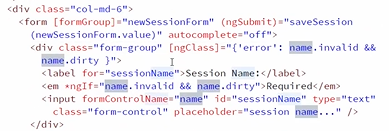 <div class="col-md-6">
<form [formGroup]="newSessionForm" (ngSubmit)="saveSession
(newSessionForm.value)" autocomplete="off">
<div class="form-group" [ngClass]="{'error': name.invalid &&
name.dirty }">
<label for="sessionName">Session Name:</label>
<em *ngIf="name.invalid && name.dirty">Required</em>
<input formControlName="name" id="sessionName" type="text"
class="form-control" placeholder="session name..." />
</div>